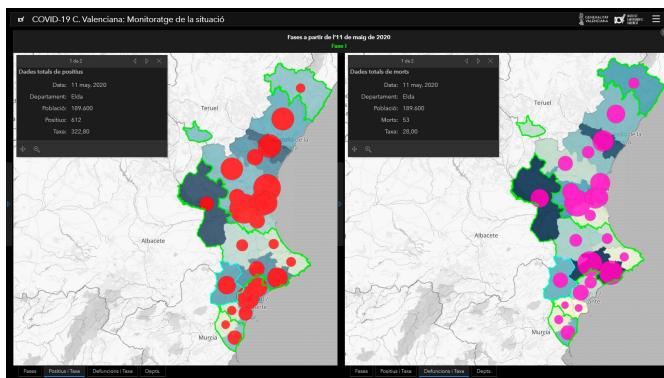 COVID-19 C. Valenciana: Monitoratge de la situació
GENERALITAT
VALENCIANA
Fases a partir de l'11 de maig de 2020
Fase I
1 de 2
Dades totals de positius
Data: 11 may, 2020
Departament: Elda
Població: 189.600
Positius: 612
Taxa: 322,80
Teruel
Albacete
Murcia
1 de 2
Dades totals de morts
Data: 11 may, 2020
Departament: Elda
Població: 189.600
Morts: 53
Taxa: 28,00
Teruel
Albacete
Murcia
Fases
Positius i Taxa
Defuncions i Taxa
Depts.
Fases
Positius i Taxa
Defuncions i Taxa
Depts.